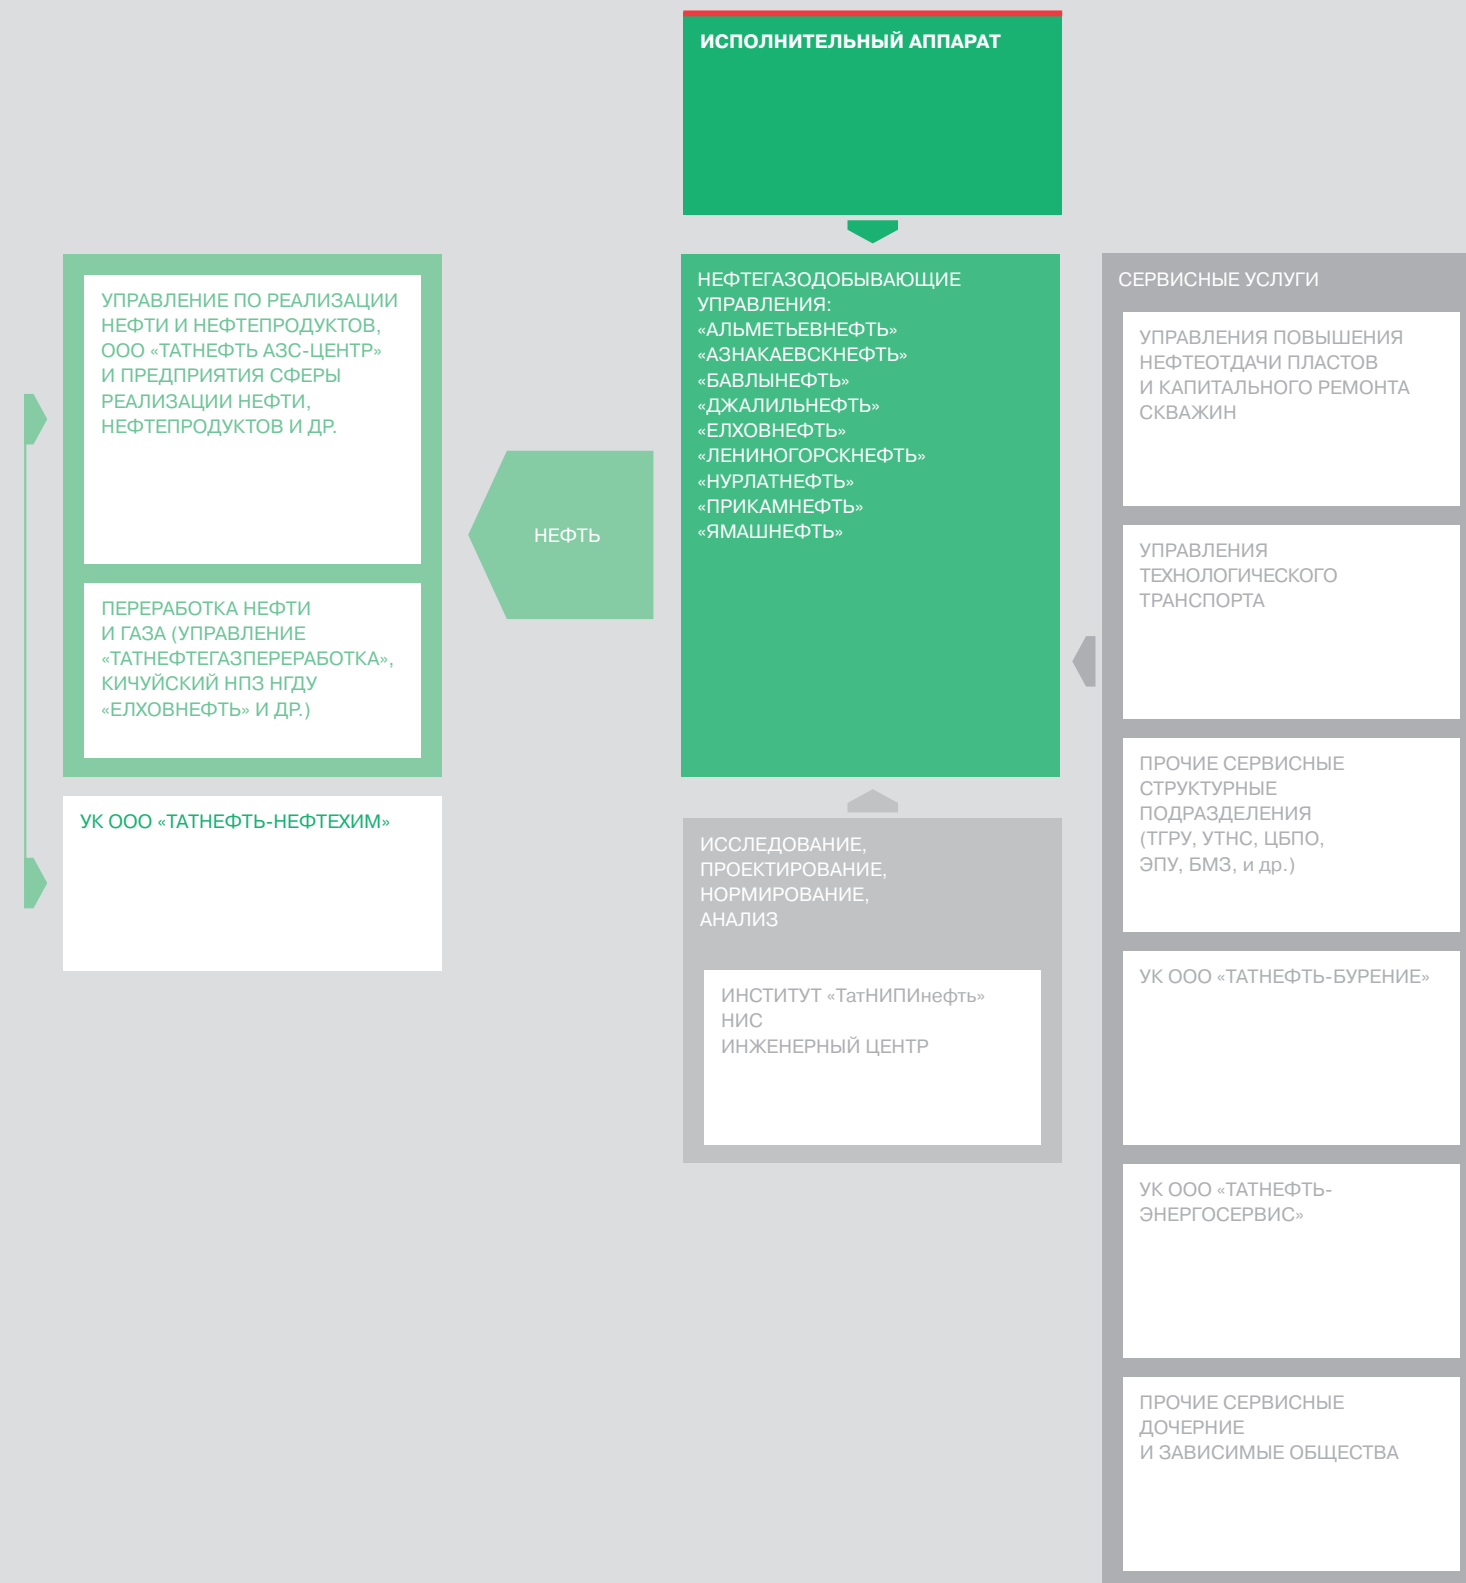 ИСПОЛНИТЕЛЬНЫЙ АППАРАТ
УПРАВЛЕНИЕ ПО РЕАЛИЗАЦИИ
НЕФТИ И НЕФТЕПРОДУКТОВ,
ООО «ТАТНЕФТЬ АЗС-ЦЕНТР»
И ПРЕДПРИЯТИЯ СФЕРЫ
РЕАЛИЗАЦИИ НЕФТИ,
НЕФТЕПРОДУКТОВ И ДР.
ПЕРЕРАБОТКА НЕФТИ
И ГАЗА (УПРАВЛЕНИЕ
«ТАТНЕФТЕГАЗПЕРЕРАБОТКА»,
КИЧУЙСКИЙ НПЗ НГДУ
«ЕЛХОВНЕФТЬ» И ДР.)
УК ООО «ТАТНЕФТЬ-НЕФТЕХИМ»
НЕФТЬ
НЕФТЕГАЗОДОБЫВАЮЩИЕ
УПРАВЛЕНИЯ:
«АЛЬМЕТЬЕВНЕФТЬ»
«АЗНАКАЕВСКНЕФТЬ»
«БАВЛЫНЕФТЬ»
«ДЖАЛИЛЬНЕФТЬ»
«ЕЛХОВНЕФТЬ»
«ЛЕНИНОГОРСКНЕФТЬ»
«НУРЛАТНЕФТЬ»
«ПРИКАМНЕФТЬ»
«ЯМАШНЕФТЬ»
ИССЛЕДОВАНИЕ,
ПРОЕКТИРОВАНИЕ,
НОРМИРОВАНИЕ,
АНАЛИЗ
ИНСТИТУТ «ТатНИПИнефть»
НИС
ИНЖЕНЕРНЫЙ ЦЕНТР
СЕРВИСНЫЕ УСЛУГИ
УПРАВЛЕНИЯ ПОВЫШЕНИЯ
НЕФТЕОТДАЧИ ПЛАСТОВ
И КАПИТАЛЬНОГО РЕМОНТА
СКВАЖИН
УПРАВЛЕНИЯ
ТЕХНОЛОГИЧЕСКОГО
ТРАНСПОРТА
ПРОЧИЕ СЕРВИСНЫЕ
СТРУКТУРНЫЕ
ПОДРАЗДЕЛЕНИЯ
(ТГРУ, УТНС, ЦБПО,
ЭПУ, БМЗ, и др.)
УК ООО «ТАТНЕФТЬ-БУРЕНИЕ»
УК ООО «ТАТНЕФТЬ-
ЭНЕРГОСЕРВИС»
ПРОЧИЕ СЕРВИСНЫЕ
ДОЧЕРНИЕ
И ЗАВИСИМЫЕ ОБЩЕСТВА